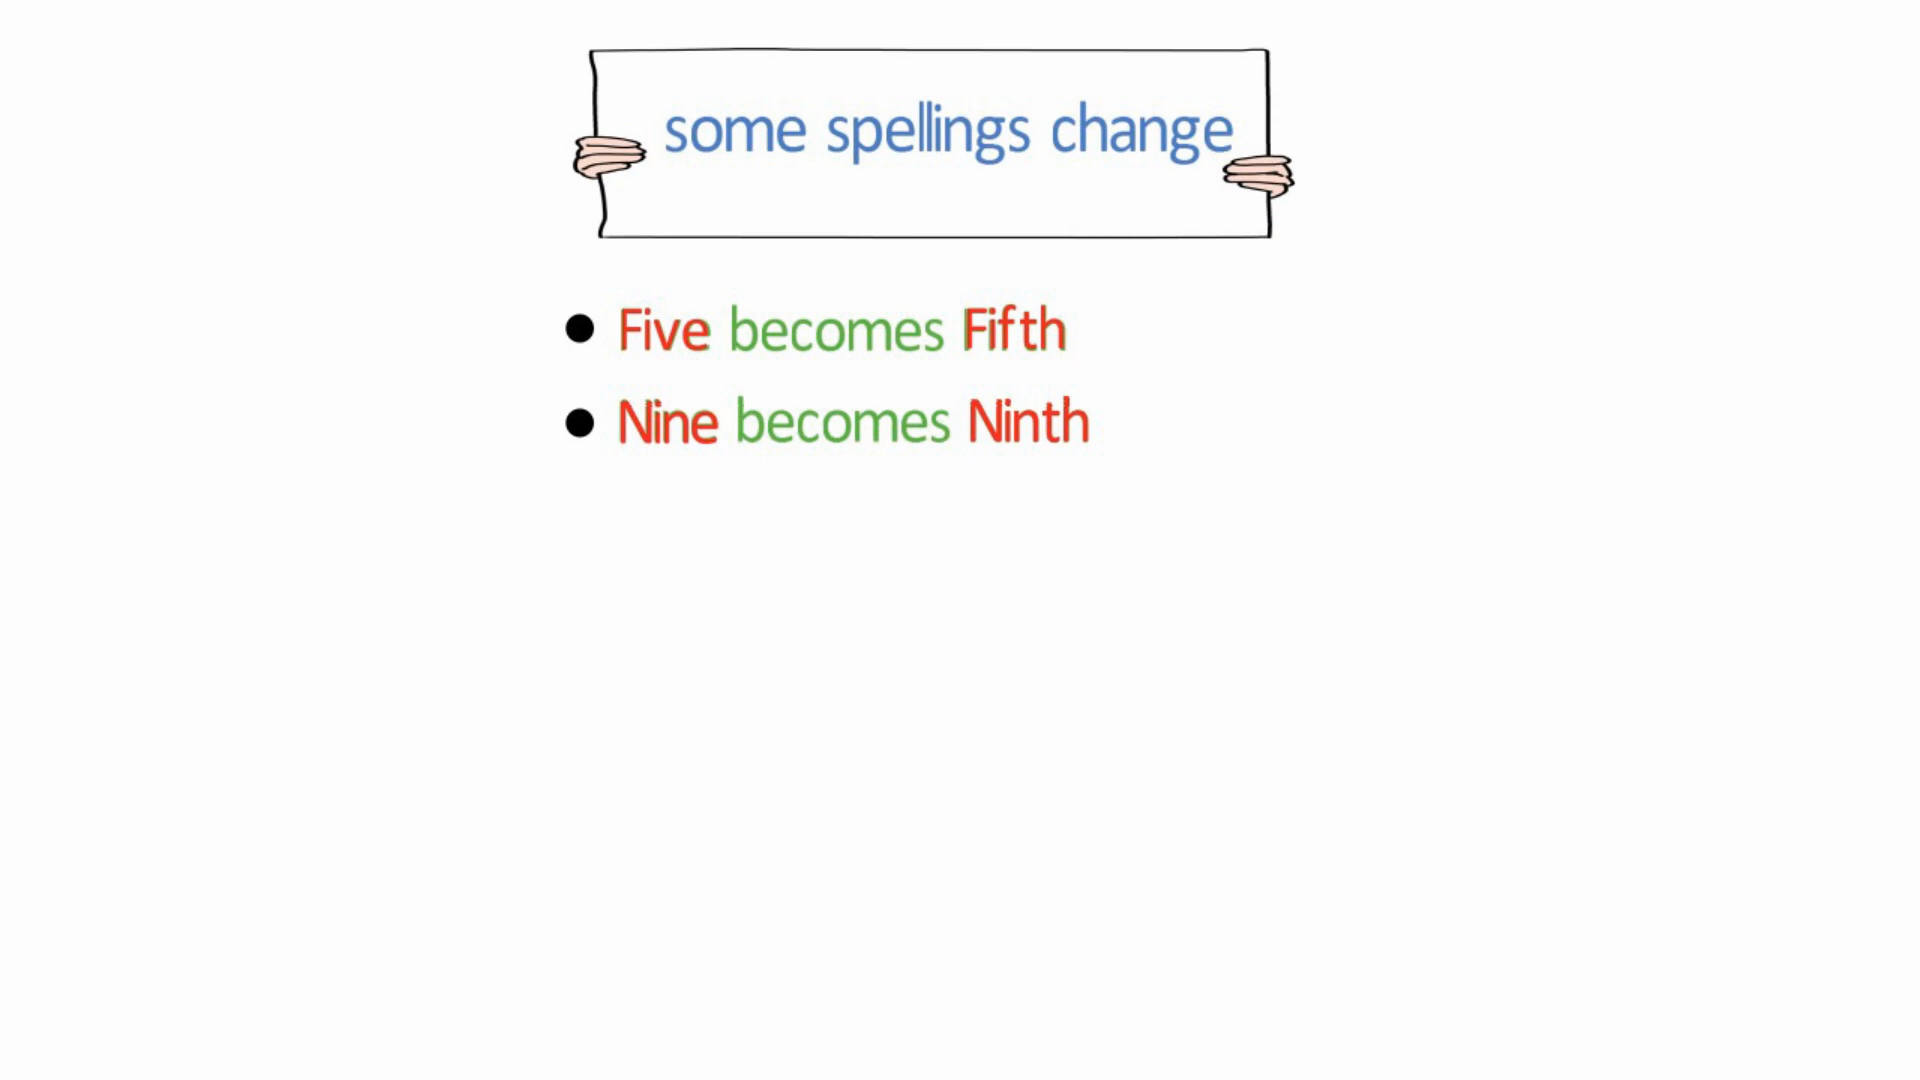 some spellings change
● Five becomes Fifth
● Nine becomes Ninth